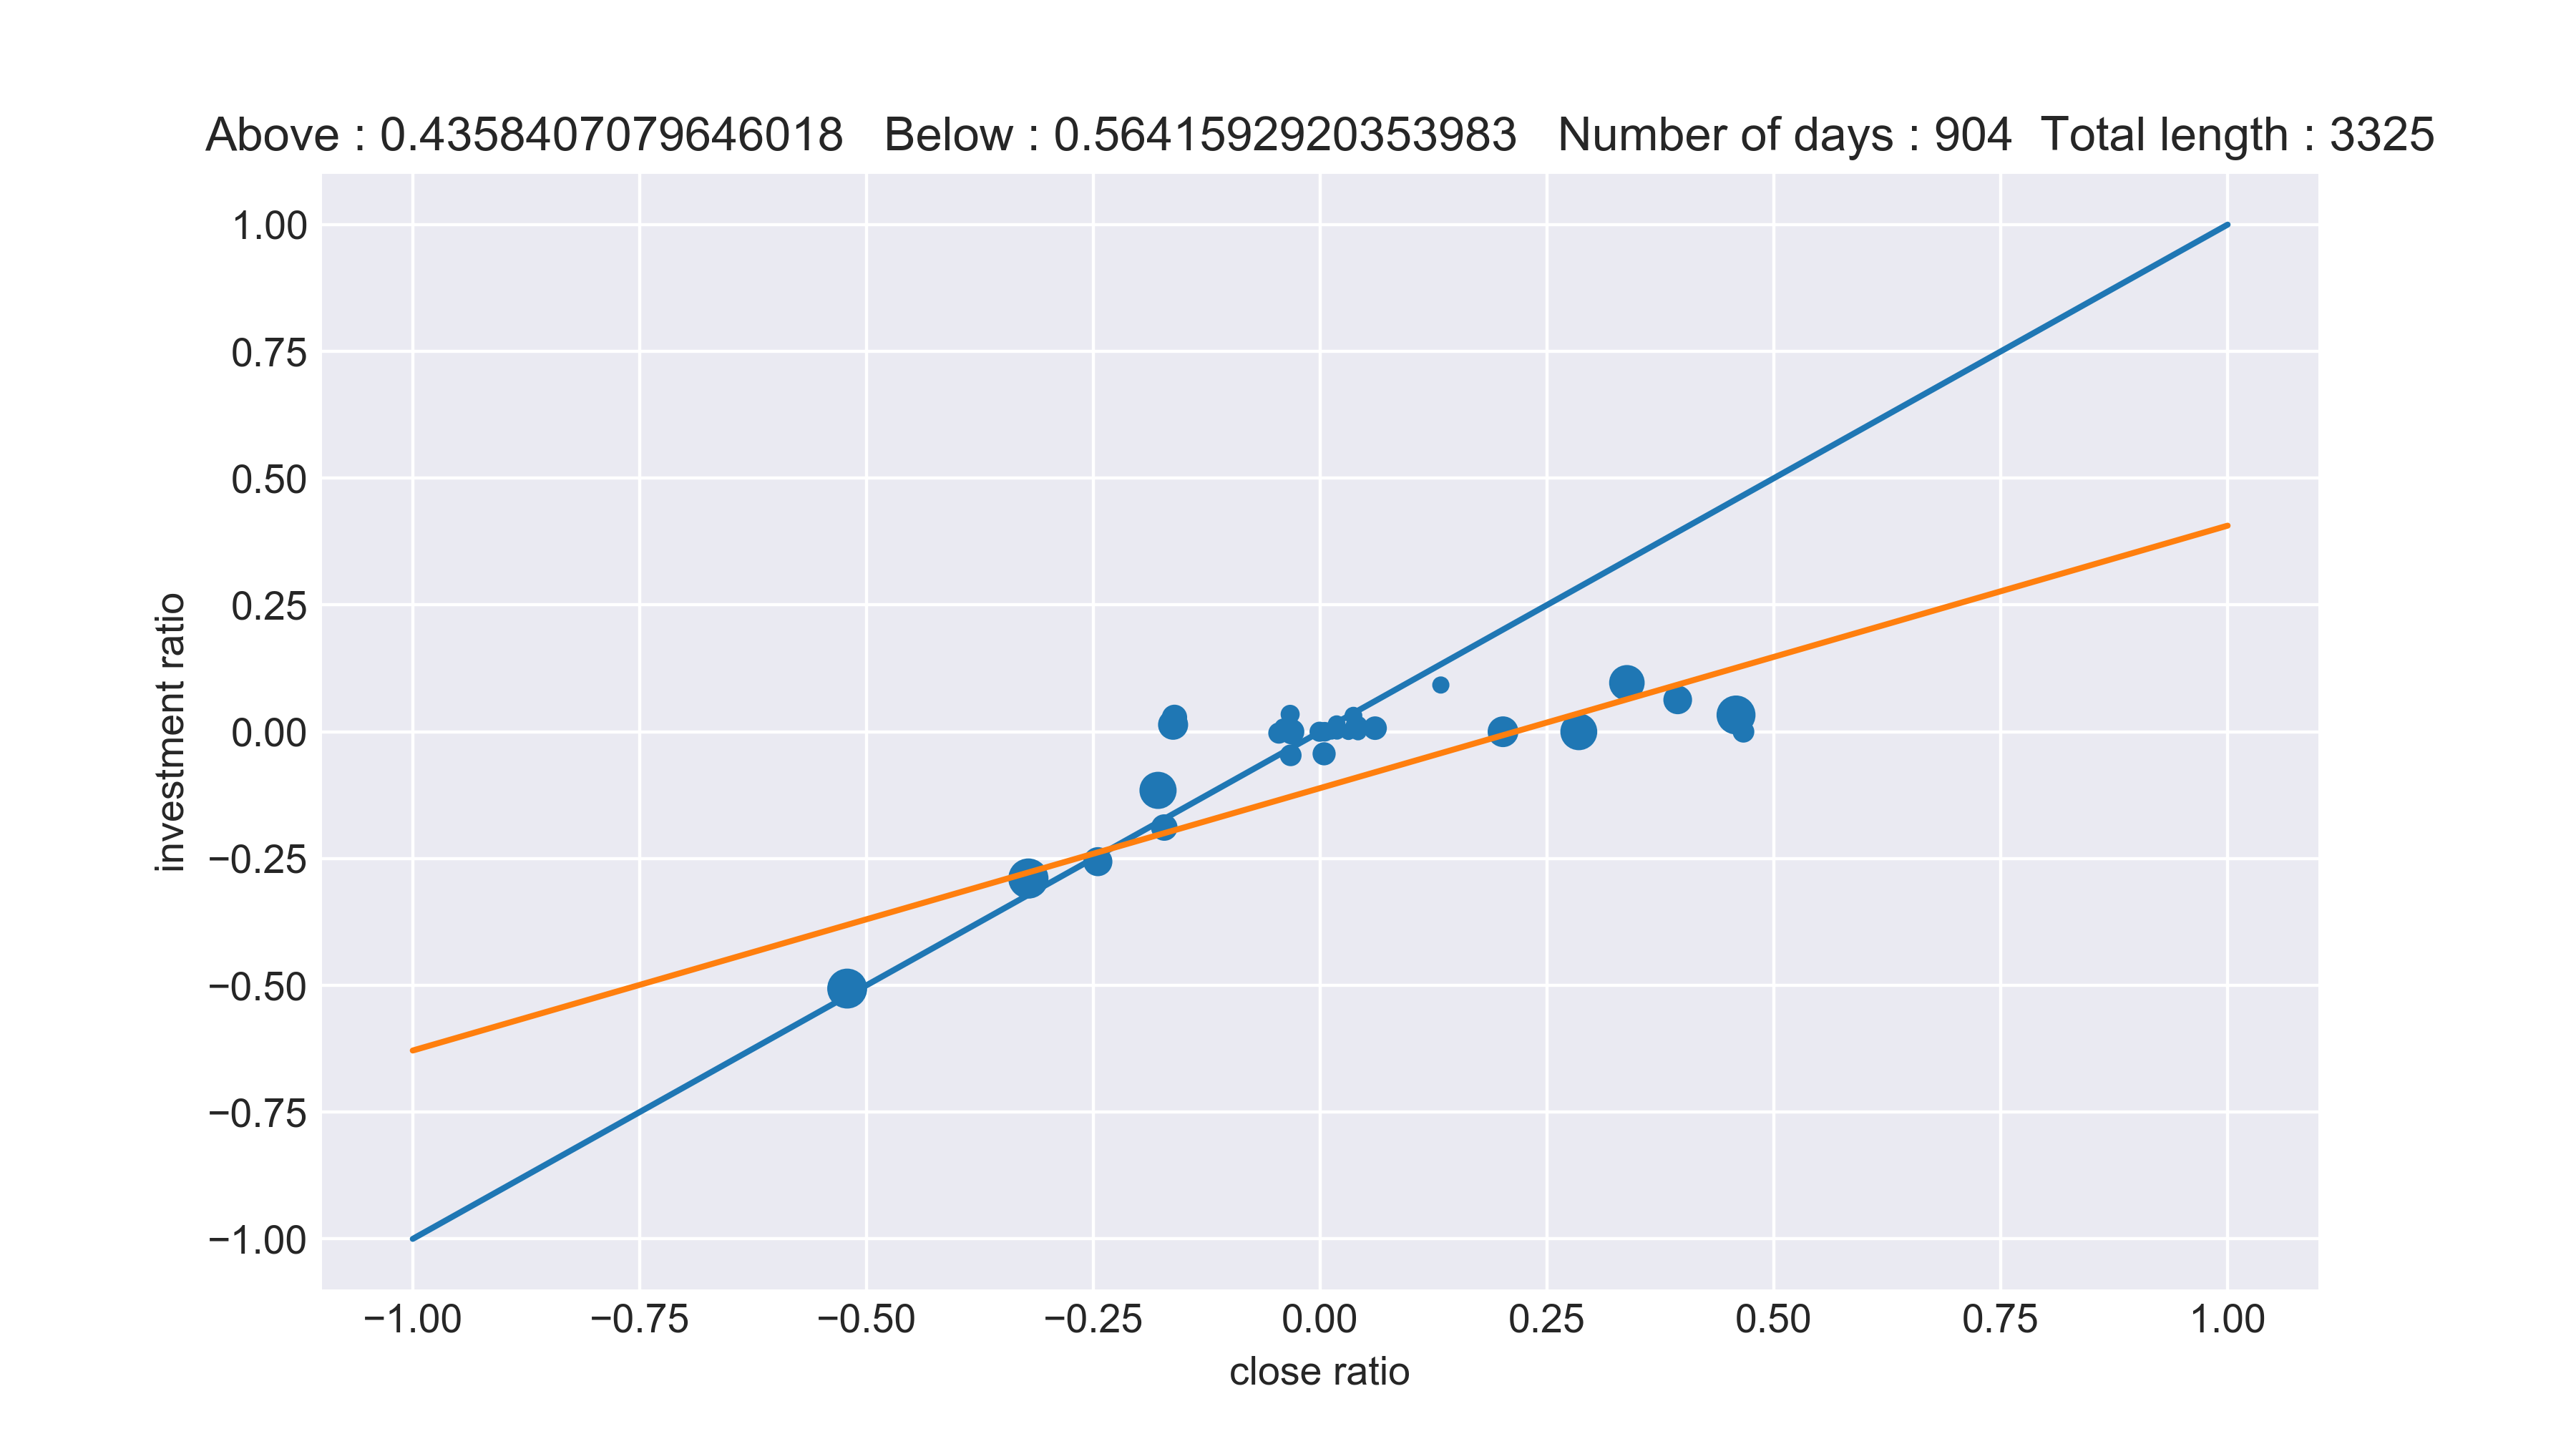 Above : 0.4358407079646018 Below : 0.5641592920353983 Number of days : 904 Total length : 3325
1.00
0.75
0.50
0.25
0.00
−0.25
−0.50
−0.75
−1.00
investment ratio
−1.00 −0.75 −0.50 −0.25 0.00 0.25 0.50 0.75 1.00
close ratio